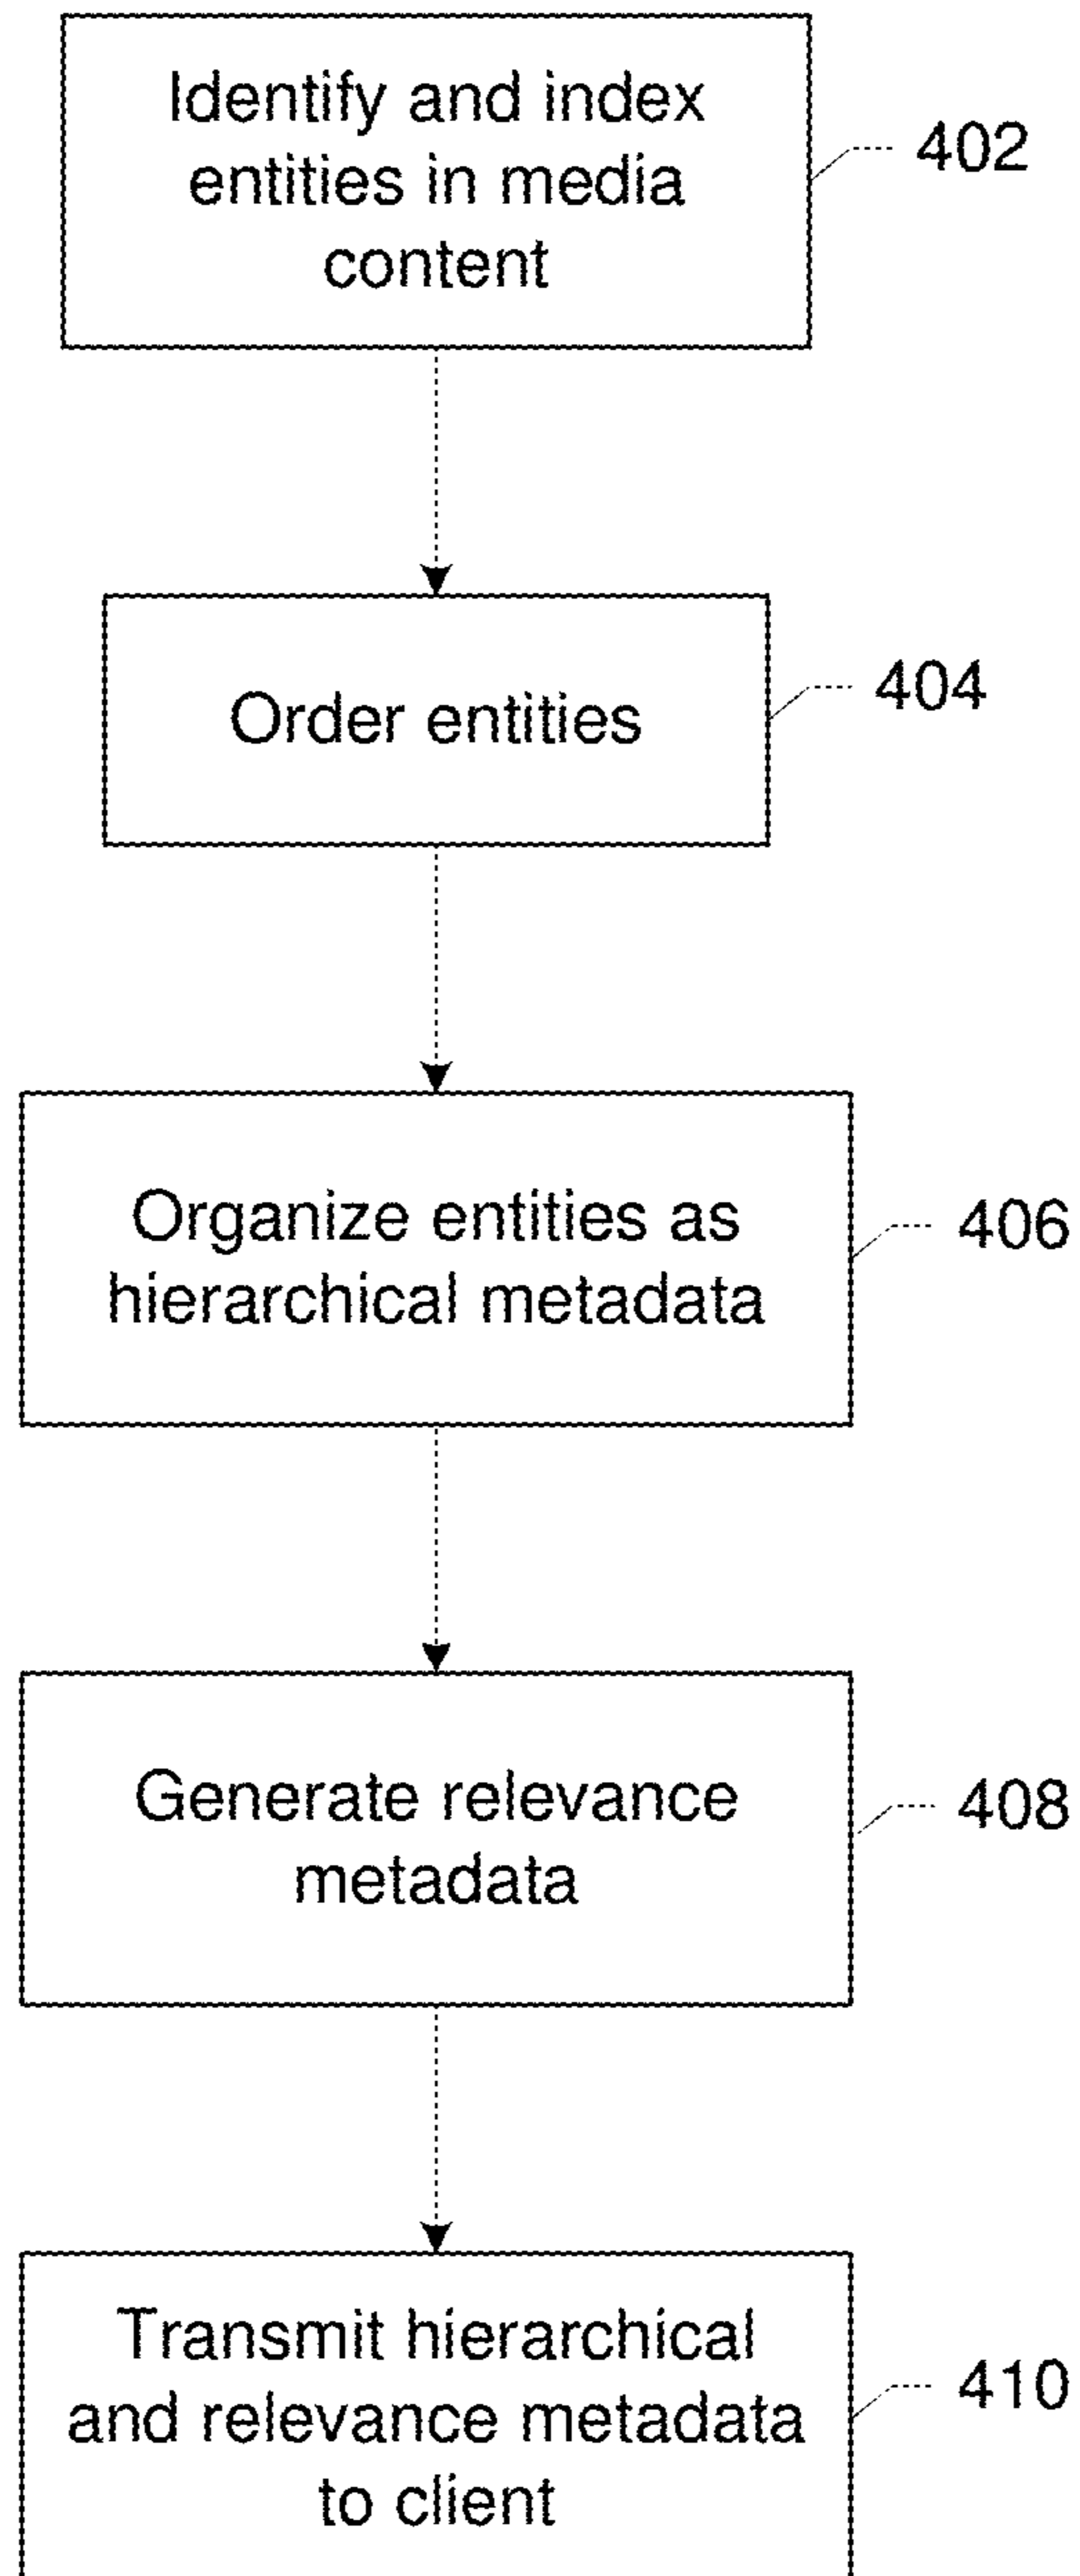 Identify and index
entities in media
content
402
Order entities
404
Organize entities as
hierarchical metadata
406
Generate relevance
metadata
408
Transmit hierarchical
and relevance metadata
to client
410